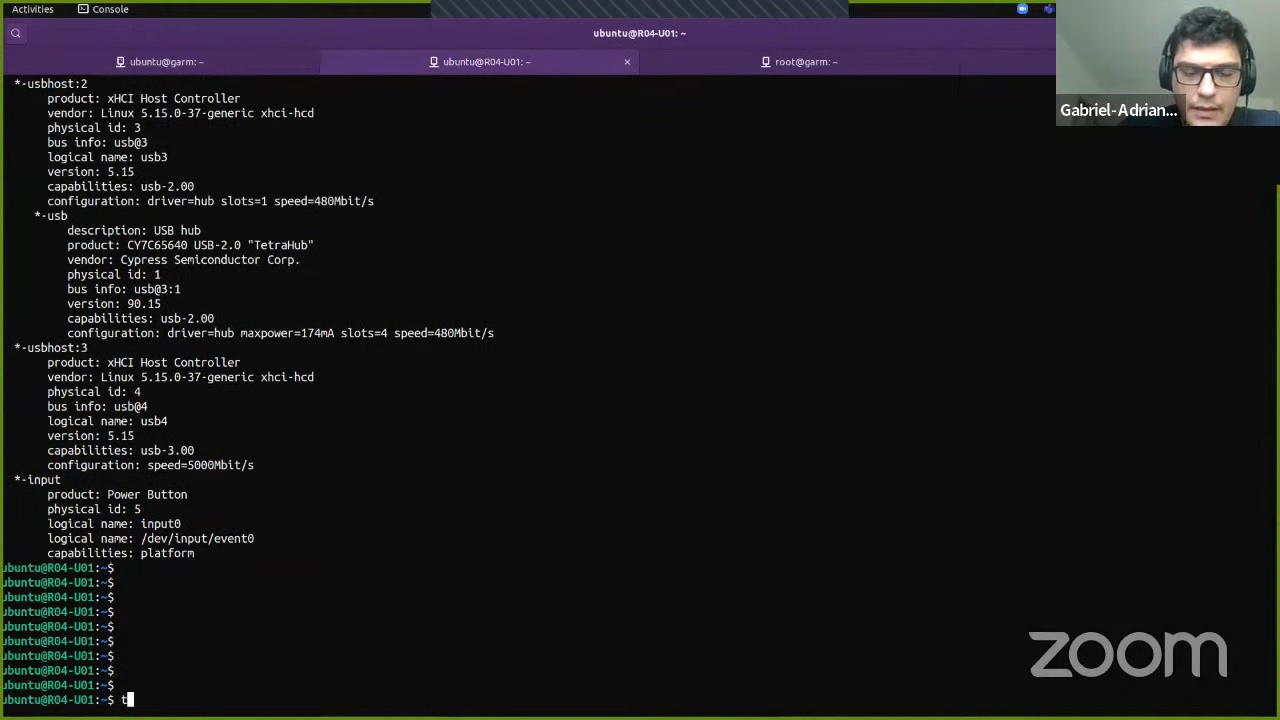 Activities
Console
ubuntu@R04-U01: ~
ubuntu@garm: ~
ubuntu@R04-U01: ~
root@garm: ~
Gabriel-Adrian...
*-usbhost:2
product: xHCI Host Controller
vendor: Linux 5.15.0-37-generic xhci-hcd
physical id: 3
bus info: usb@3
logical name: usb3
version: 5.15
capabilities: usb-2.00
configuration: driver=hub slots=1 speed=480Mbit/s
*-usb
description: USB hub
product: CY7C65640 USB-2.0 "TetraHub"
vendor: Cypress Semiconductor Corp.
physical id: 1
bus info: usb@3:1
version: 90.15
capabilities: usb-2.00
configuration: driver=hub maxpower=174mA slots=4 speed=480Mbit/s
*-usbhost:3
product: xHCI Host Controller
vendor: Linux 5.15.0-37-generic xhci-hcd
physical id: 4
bus info: usb@4
logical name: usb4
version: 5.15
capabilities: usb-3.00
configuration: speed=5000Mbit/s
*-input
product: Power Button
physical id: 5
logical name: input0
logical name: /dev/input/event0
capabilities: platform
ubuntu@R04-U01:~$
ubuntu@R04-U01:~$
ubuntu@R04-U01:~$
ubuntu@R04-U01:~$
ubuntu@R04-U01:~$
ubuntu@R04-U01:~$
ubuntu@R04-U01:~$
ubuntu@R04-U01:~$
ubuntu@R04-U01:~$
ubuntu@R04-U01:~$ t
zoom